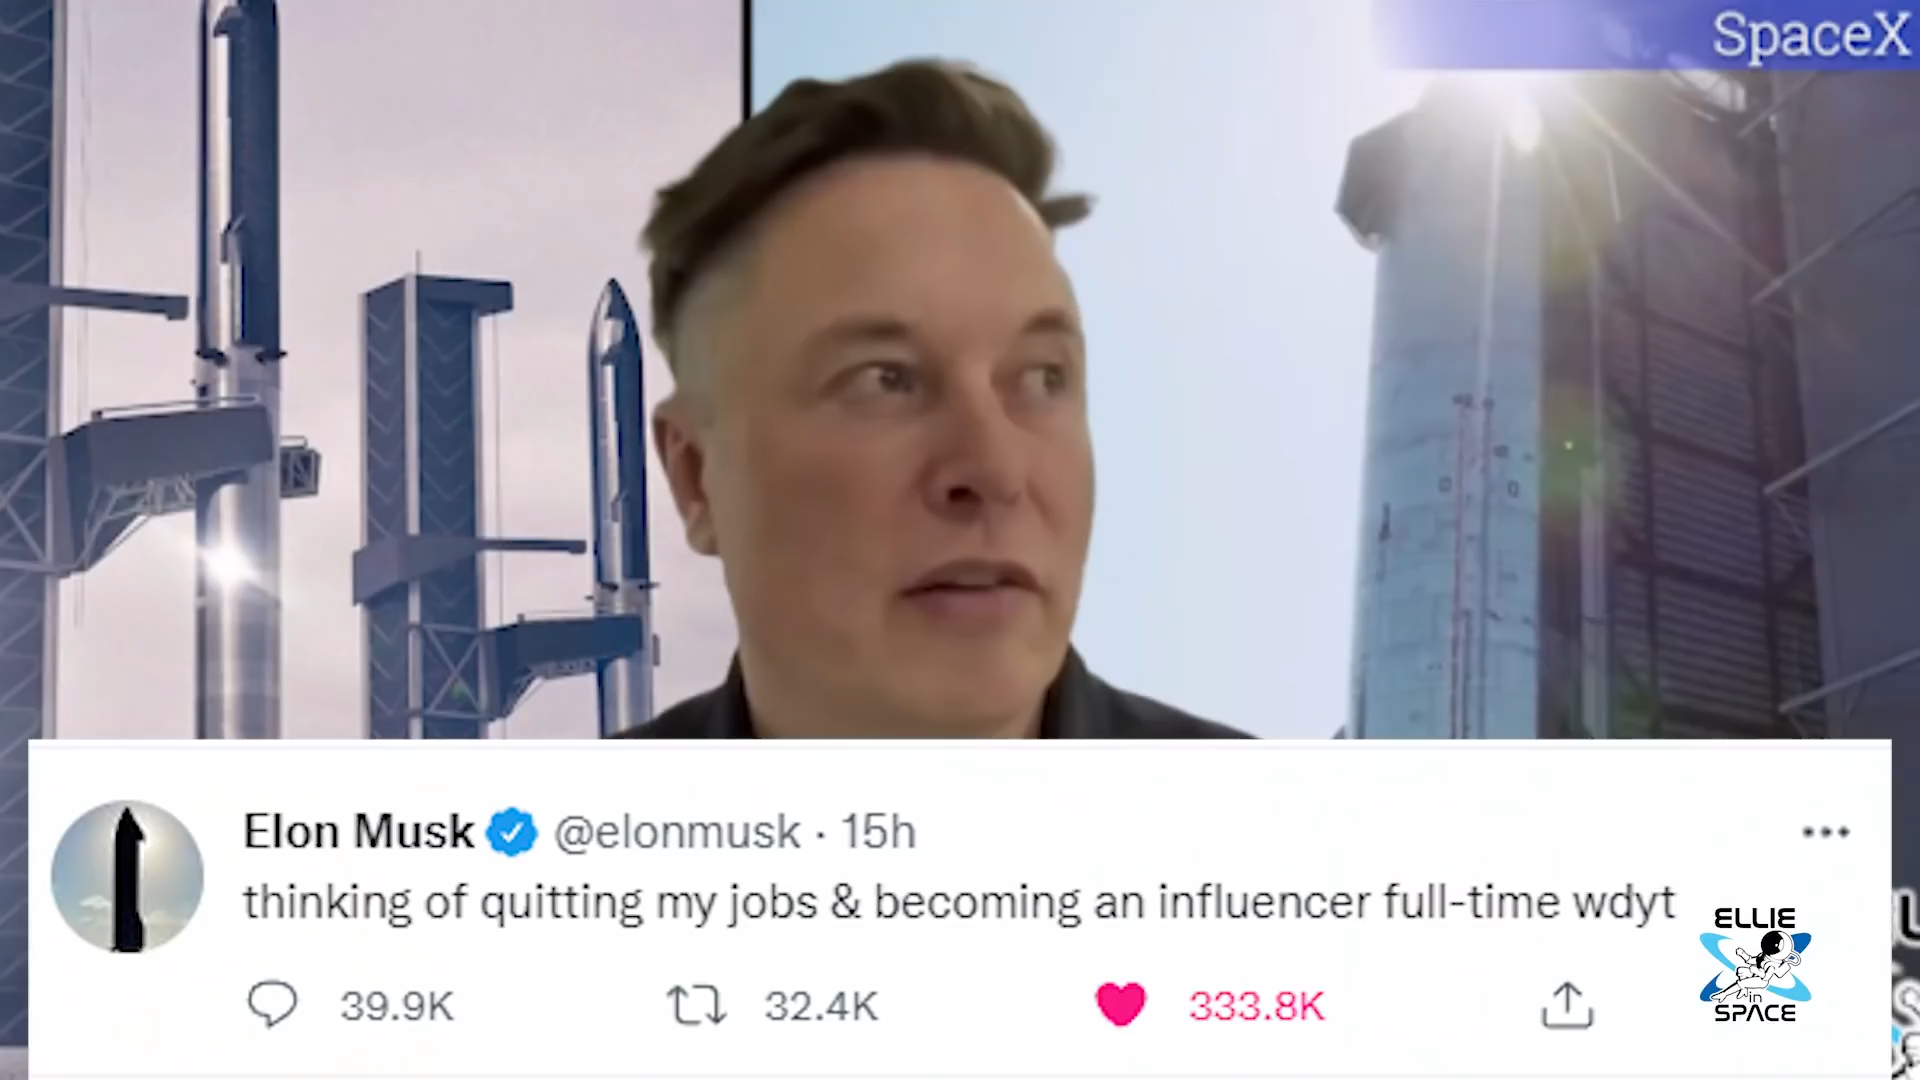 SpaceX
Elon Musk @elonmusk · 15h
thinking of quitting my jobs & becoming an influencer full-time wdyt
39.9K 32.4K 333.8K
ELLIE
in
SPACE